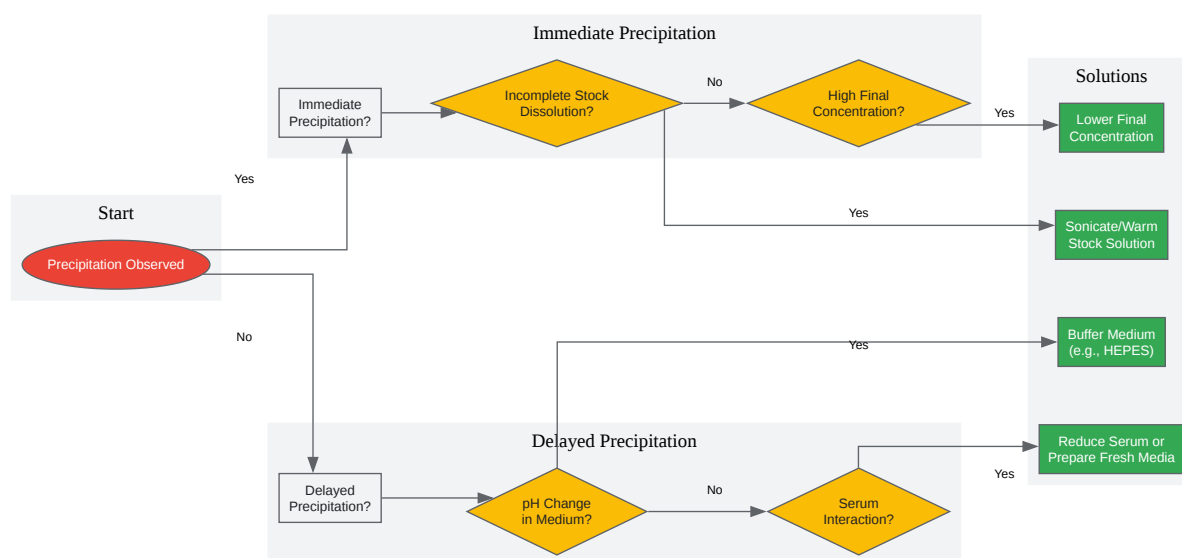 Immediate Precipitation
Immediate
Precipitation?
Incomplete Stock
Dissolution?
No
High Final
Concentration?
Yes
Solutions
Lower Final
Concentration
Yes
Start
Precipitation Observed
Yes
Sonicate/Warm
Stock Solution
No
Yes
Buffer Medium
(e.g., HEPES)
Delayed Precipitation
Delayed
Precipitation?
pH Change
in Medium?
No
Serum
Interaction?
Yes
Reduce Serum or
Prepare Fresh Media